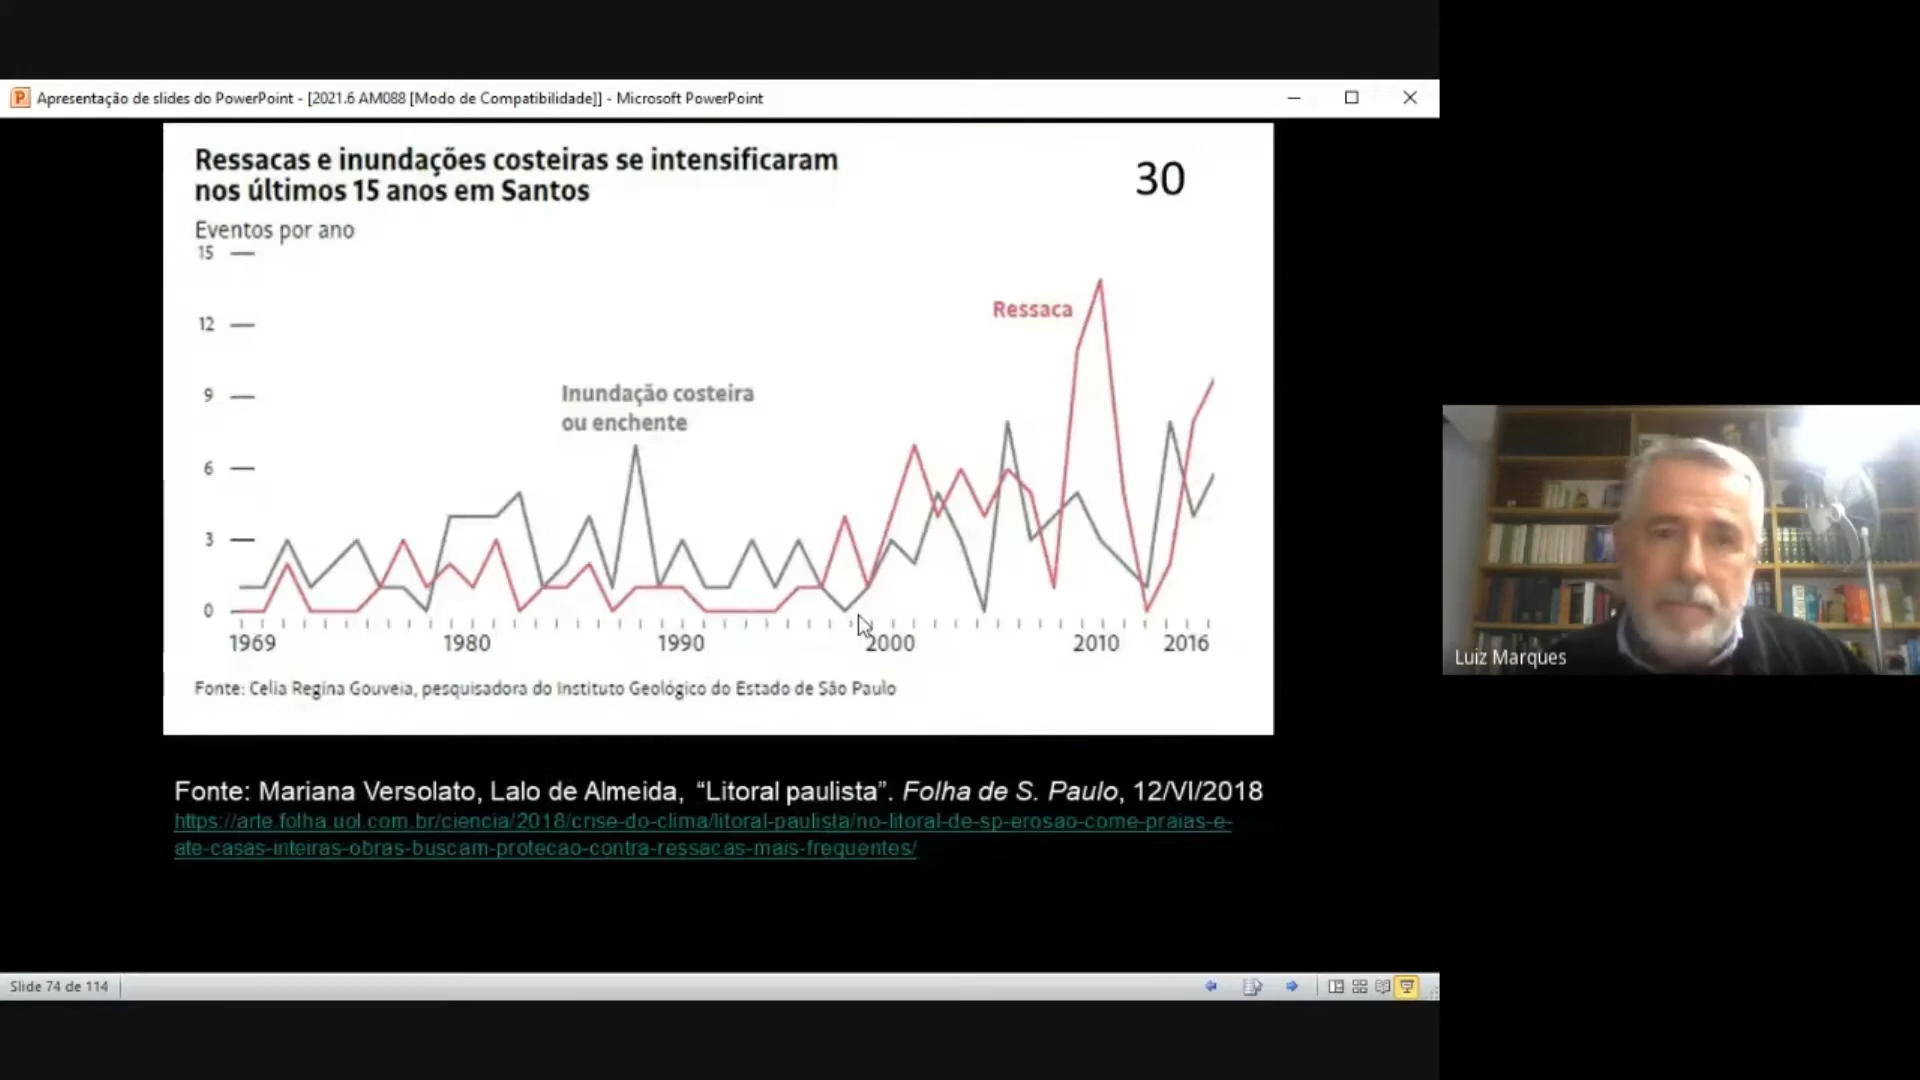 Apresentação de slides do PowerPoint - [2021.6 AM088 [Modo de Compatibilidade]] - Microsoft PowerPoint
Ressacas e inundações costeiras se intensificaram
nos últimos 15 anos em Santos
30
Eventos por ano
15
12
9
6
3
0
Ressaca
Inundação costeira
ou enchente
1969
1980
1990
2000
2010
2016
Fonte: Celia Regina Gouveia, pesquisadora do Instituto Geológico do Estado de São Paulo
Fonte: Mariana Versolato, Lalo de Almeida, “Litoral paulista”. Folha de S. Paulo, 12/VI/2018
https://arte.folha.uol.com.br/ciencia/2018/crise-do-clima/litoral-paulista/no-litoral-de-sp-erosao-come-praias-e-
ate-casas-inteiras-obras-buscam-protecao-contra-ressacas-mais-frequentes/
Luiz Marques
Slide 74 de 114